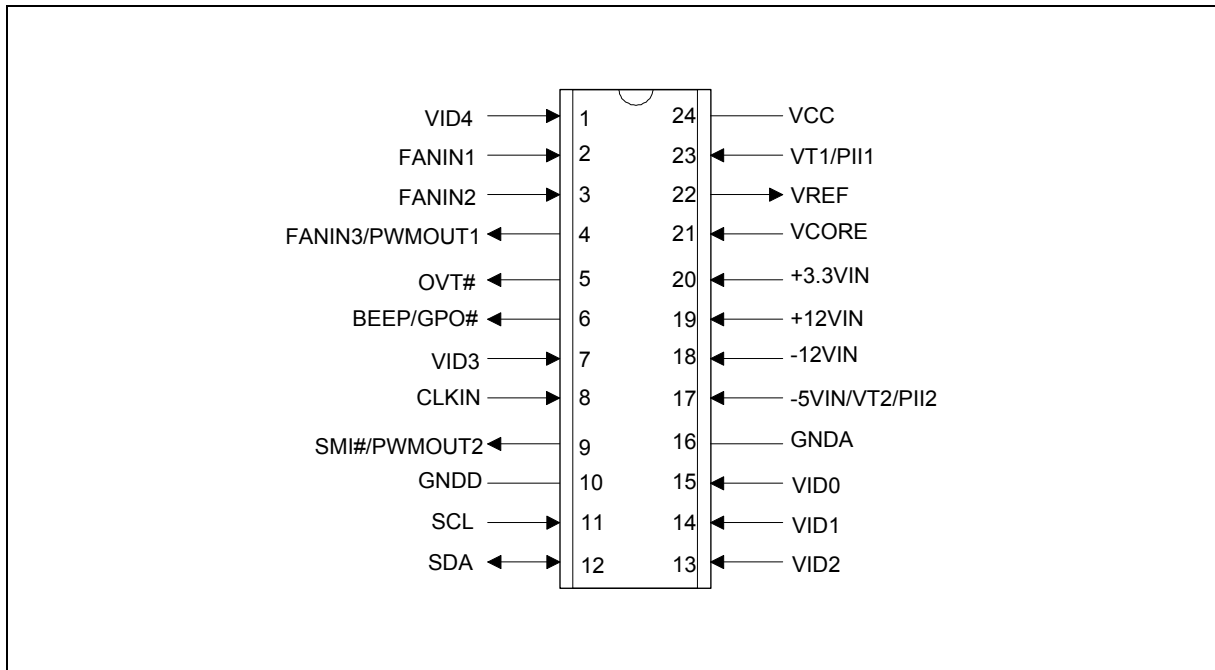 VID4 1 24 VCC
FANIN1 2 23 VT1/PII1
FANIN2 3 22 VREF
FANIN3/PWMOUT1 4 21 VCORE
OVT# 5 20 +3.3VIN
BEEP/GPO# 6 19 +12VIN
VID3 7 18 -12VIN
CLKIN 8 17 -5VIN/VT2/PII2
SMI#/PWMOUT2 9 16 GNDA
GNDD 10 15 VID0
SCL 11 14 VID1
SDA 12 13 VID2